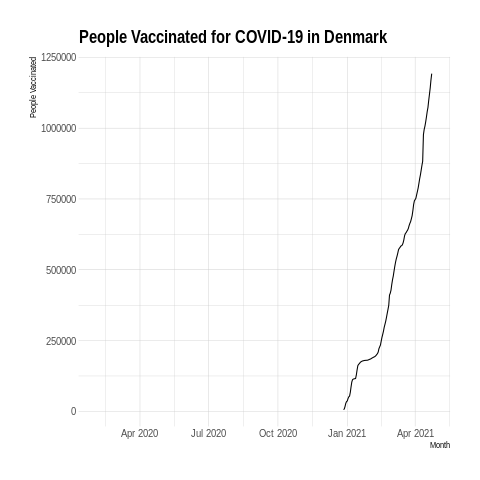 People Vaccinated for COVID-19 in Denmark
People Vaccinated
1250000
1000000
750000
500000
250000
0
Apr 2020 Jul 2020 Oct 2020 Jan 2021 Apr 2021
Month